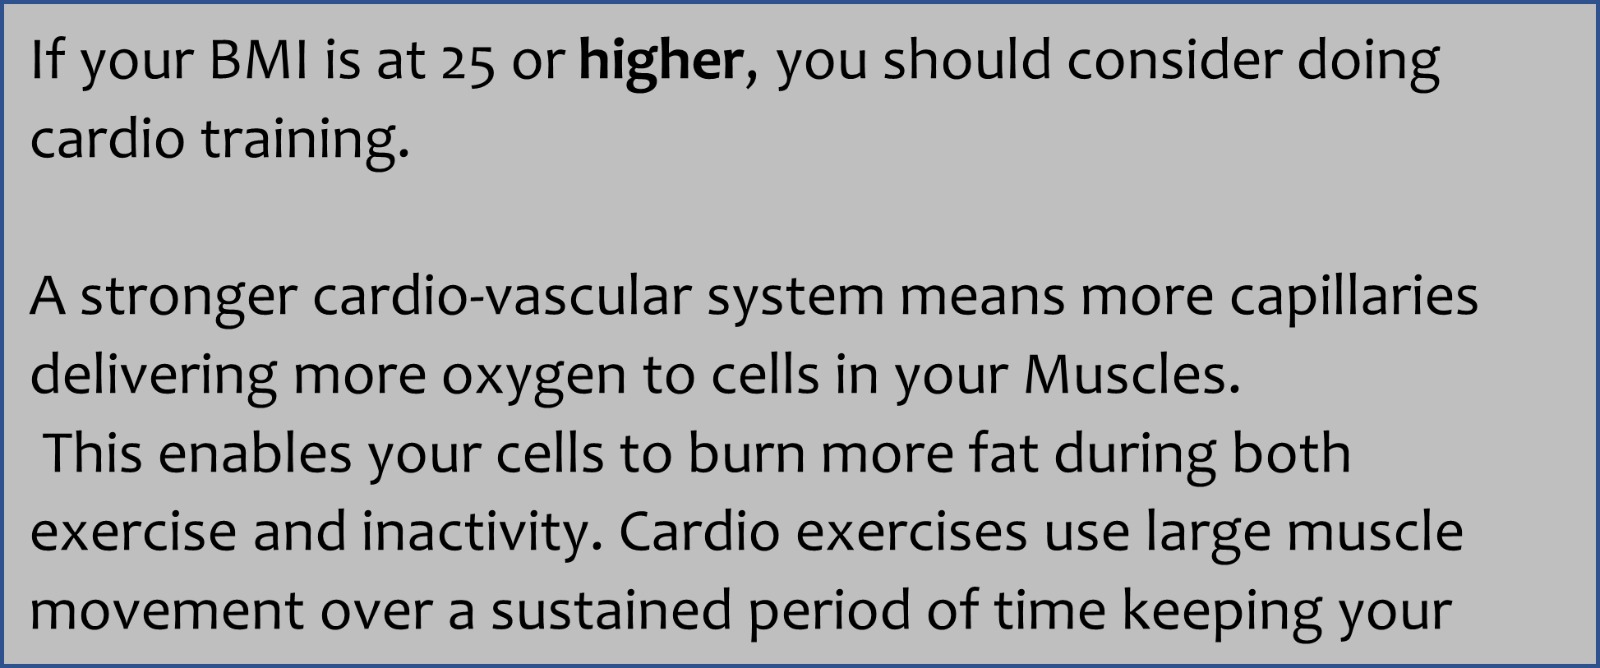 If your BMI is at 25 or higher, you should consider doing
cardio training.
A stronger cardio-vascular system means more capillaries
delivering more oxygen to cells in your Muscles.
This enables your cells to burn more fat during both
exercise and inactivity. Cardio exercises use large muscle
movement over a sustained period of time keeping your